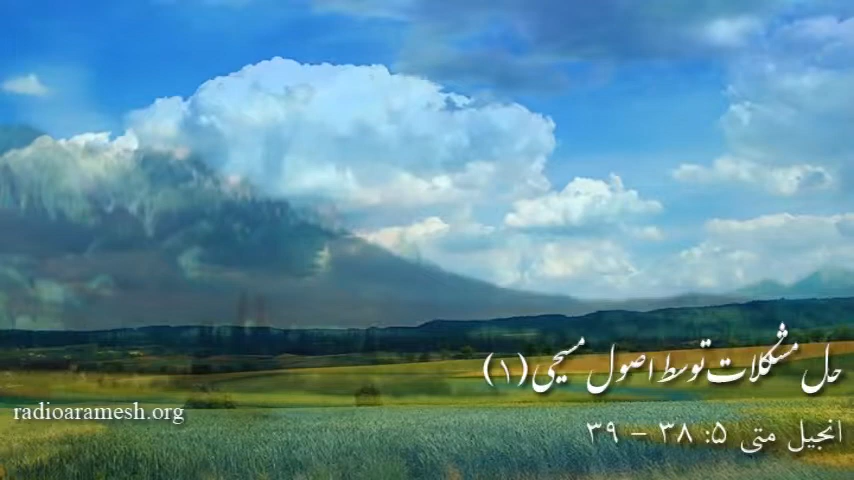 حل مشکلات توسط اصول مسیحی (۱)
radioaramesh.org
انجیل متی ۵: ۳۸ - ۳۹